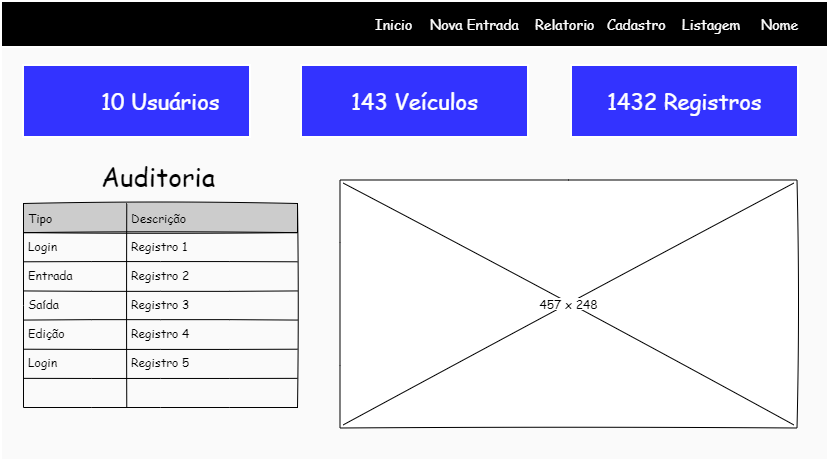 Inicio Nova Entrada Relatorio Cadastro Listagem Nome
10 Usuários 143 Veículos 1432 Registros
Auditoria
Tipo Descrição
Login Registro 1
Entrada Registro 2
Saída Registro 3
Edição Registro 4
Login Registro 5
457 x 248